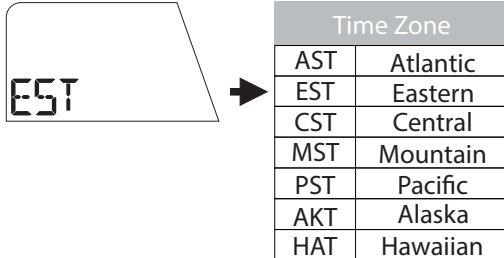 EST
Time Zone
AST Atlantic
EST Eastern
CST Central
MST Mountain
PST Pacific
AKT Alaska
HAT Hawaiian